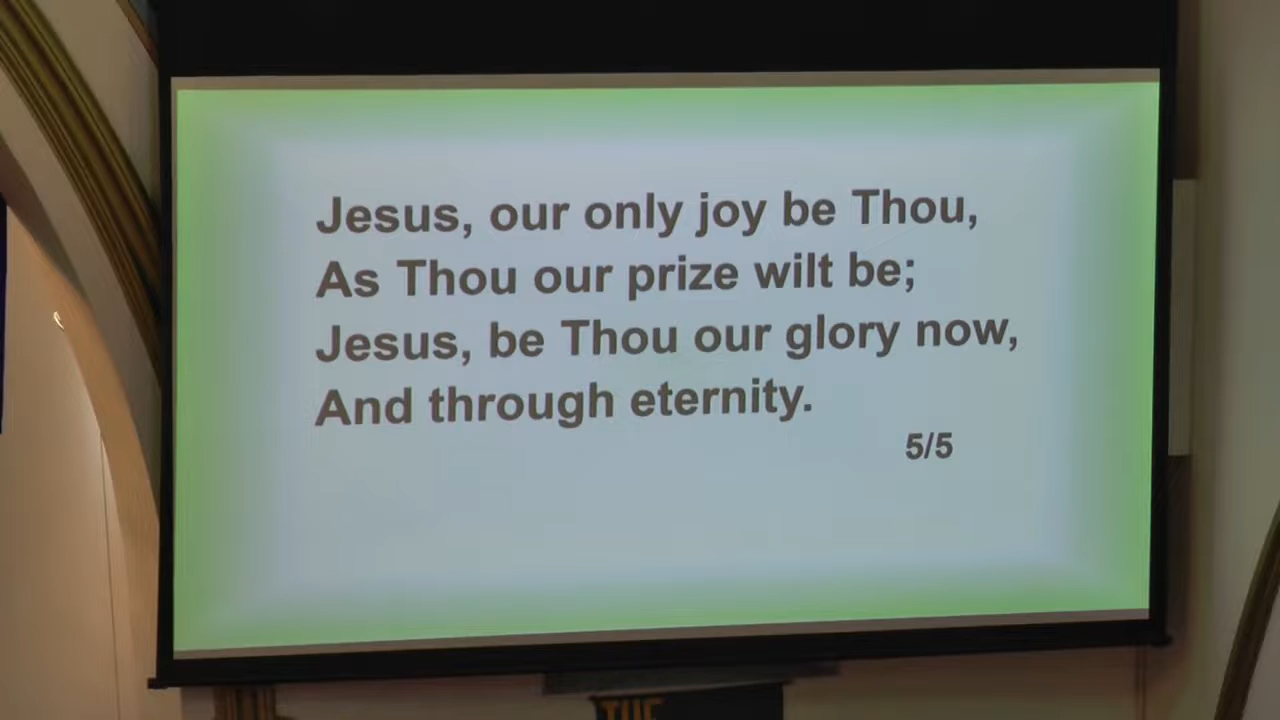 Jesus, our only joy be Thou,
As Thou our prize wilt be;
Jesus, be Thou our glory now,
And through eternity.
5/5
THE